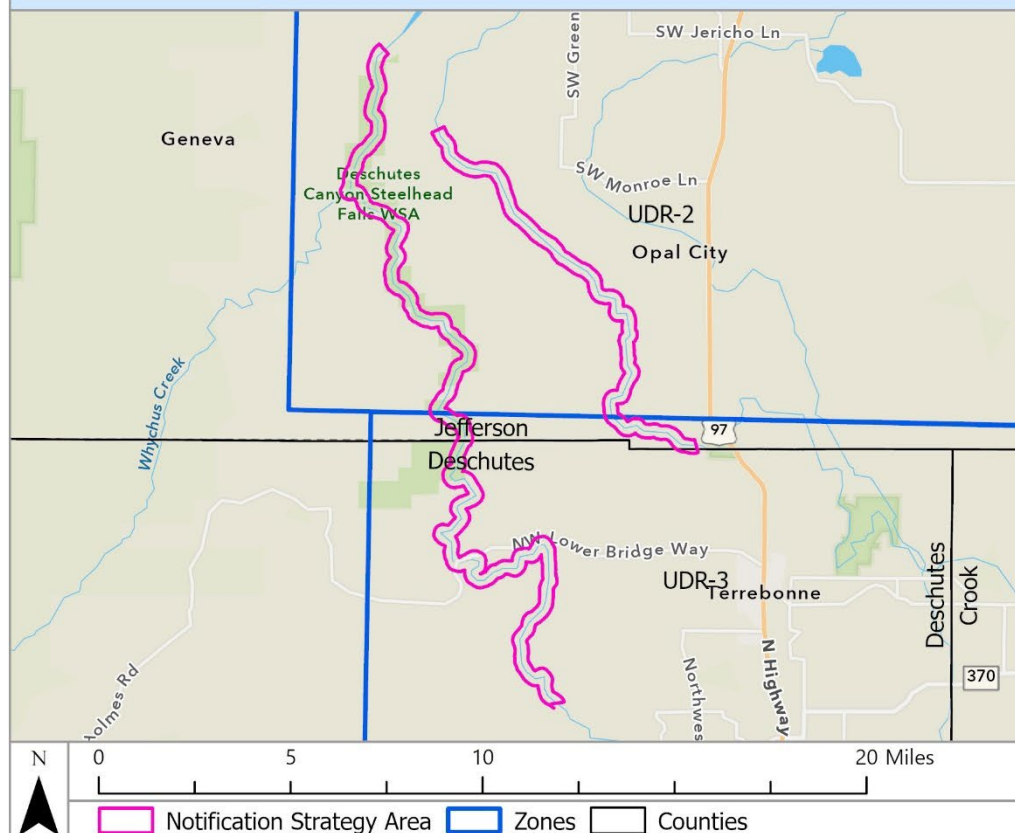 SW Jericho Ln
SW Green
Geneva
Deschutes
Canyon Steelhead
Falls WSA
SW Monroe Ln
UDR-2
Opal City
Whychus Creek
Jefferson
97
Deschutes
NW Lower Bridge Way
UDR-3
Terrebonne
Deschutes
Crook
Holmes Rd
Northwes
N Highway
370
N
0
5
10
20 Miles
Notification Strategy Area
Zones
Counties